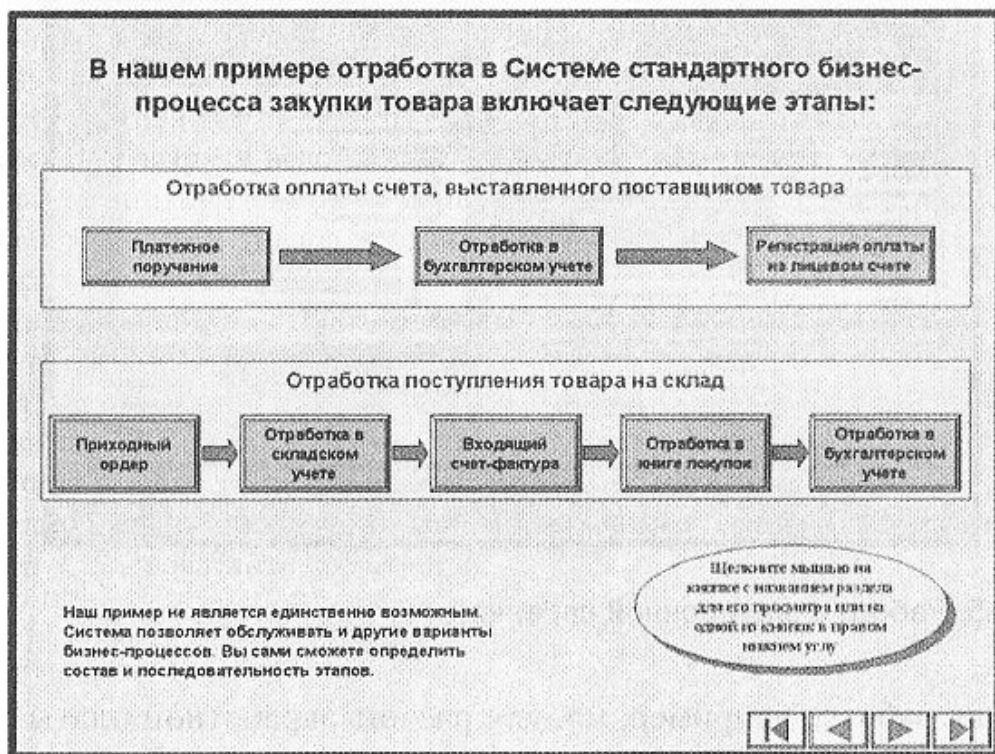 В нашем примере отработка в Системе стандартного бизнес-
процесса закупки товара включает следующие этапы:
Отработка оплаты счета, выставленного поставщиком товара
Платежное
поручание
Отработка в
бухгалтерском учете
Регистрация оплаты
на лицевом счете
Отработка поступления товара на склад
Приходный
ордер
Отработка в
складском
учете
Входящий
счет-фактура
Отработка в
книге покупок
Отработка в
бухгалтерском
учете
Щелкните мышью на
кнопке с названием раздела
для его просмотра или на
одной из кнопок в правом
нижнем углу
Наш пример не является единственно возможным.
Система позволяет обслуживать и другие варианты
бизнес-процессов. Вы сами сможете определить
состав и последовательность этапов.